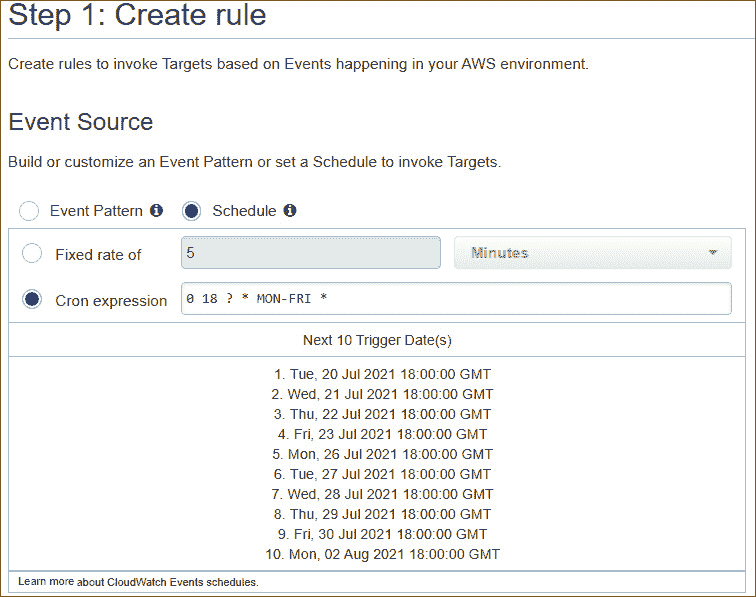 Step 1: Create rule
Create rules to invoke Targets based on Events happening in your AWS environment.
Event Source
Build or customize an Event Pattern or set a Schedule to invoke Targets.
Event Pattern Schedule
Fixed rate of 5 Minutes
Cron expression 0 18 ? * MON-FRI *
Next 10 Trigger Date(s)
1. Tue, 20 Jul 2021 18:00:00 GMT
2. Wed, 21 Jul 2021 18:00:00 GMT
3. Thu, 22 Jul 2021 18:00:00 GMT
4. Fri, 23 Jul 2021 18:00:00 GMT
5. Mon, 26 Jul 2021 18:00:00 GMT
6. Tue, 27 Jul 2021 18:00:00 GMT
7. Wed, 28 Jul 2021 18:00:00 GMT
8. Thu, 29 Jul 2021 18:00:00 GMT
9. Fri, 30 Jul 2021 18:00:00 GMT
10. Mon, 02 Aug 2021 18:00:00 GMT
Learn more about CloudWatch Events schedules.